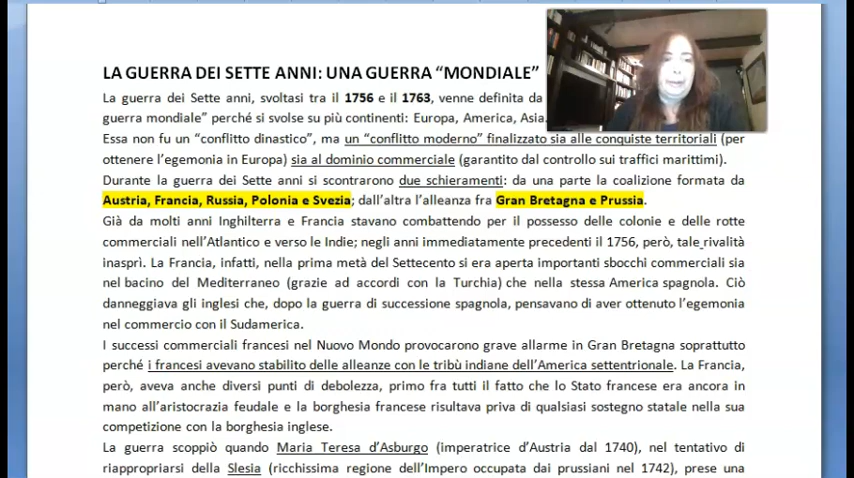 LA GUERRA DEI SETTE ANNI: UNA GUERRA “MONDIALE”
La guerra dei Sette anni, svoltasi tra il 1756 e il 1763, venne definita da
guerra mondiale” perché si svolse su più continenti: Europa, America, Asia.
Essa non fu un “conflitto dinastico”, ma un “conflitto moderno” finalizzato sia alle conquiste territoriali (per
ottenere l’egemonia in Europa) sia al dominio commerciale (garantito dal controllo sui traffici marittimi).
Durante la guerra dei Sette anni si scontrarono due schieramenti: da una parte la coalizione formata da
Austria, Francia, Russia, Polonia e Svezia; dall’altra l’alleanza fra Gran Bretagna e Prussia.
Già da molti anni Inghilterra e Francia stavano combattendo per il possesso delle colonie e delle rotte
commerciali nell’Atlantico e verso le Indie; negli anni immediatamente precedenti il 1756, però, tale rivalità
inasprì. La Francia, infatti, nella prima metà del Settecento si era aperta importanti sbocchi commerciali sia
nel bacino del Mediterraneo (grazie ad accordi con la Turchia) che nella stessa America spagnola. Ciò
danneggiava gli inglesi che, dopo la guerra di successione spagnola, pensavano di aver ottenuto l’egemonia
nel commercio con il Sudamerica.
I successi commerciali francesi nel Nuovo Mondo provocarono grave allarme in Gran Bretagna soprattutto
perché i francesi avevano stabilito delle alleanze con le tribù indiane dell’America settentrionale. La Francia,
però, aveva anche diversi punti di debolezza, primo fra tutti il fatto che lo Stato francese era ancora in
mano all’aristocrazia feudale e la borghesia francese risultava priva di qualsiasi sostegno statale nella sua
competizione con la borghesia inglese.
La guerra scoppiò quando Maria Teresa d’Asburgo (imperatrice d’Austria dal 1740), nel tentativo di
riappropriarsi della Slesia (ricchissima regione dell’Impero occupata dai prussiani nel 1742), prese una